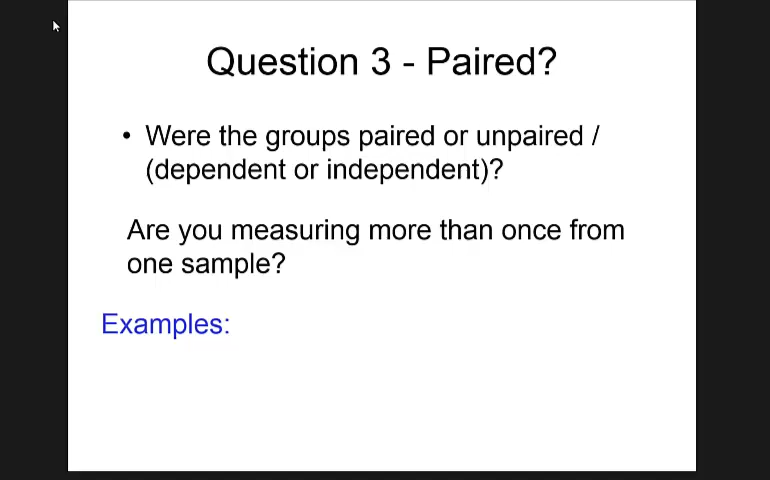 Question 3 - Paired?
• Were the groups paired or unpaired /
(dependent or independent)?
Are you measuring more than once from
one sample?
Examples: